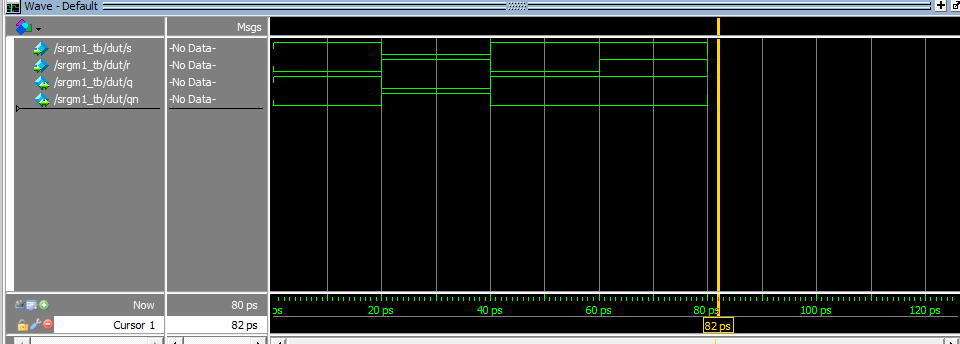 Wave - Default
Msgs
/srgm1_tb/dut/s -No Data-
/srgm1_tb/dut/r -No Data-
/srgm1_tb/dut/q -No Data-
/srgm1_tb/dut/qn -No Data-
Now 80 ps ps 20 ps 40 ps 60 ps 80 ps 100 ps 120 ps
Cursor 1 82 ps 82 ps